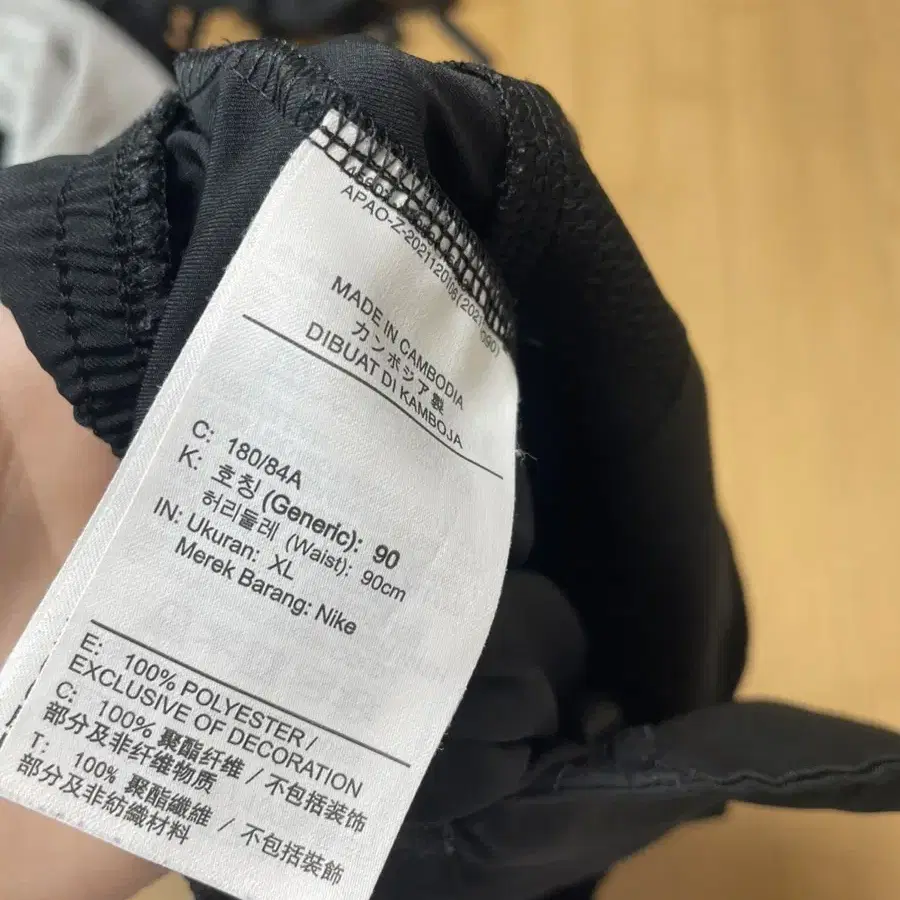 APAO-Z-2021120106(2021090)
MADE IN CAMBODIA
カンボジア製
DIBUAT DI KAMBOJA
C: 180/84A
K: 호칭 (Generic): 90
허리둘레 (Waist): 90cm
IN: Ukuran: XL
Merek Barang: Nike
E: 100% POLYESTER/
EXCLUSIVE OF DECORATION
C: 100% 聚酯纤维 / 不包括装饰
部分及非纤维物质
T: 100% 聚酯纖維 / 不包括裝飾
部分及非紡織材料